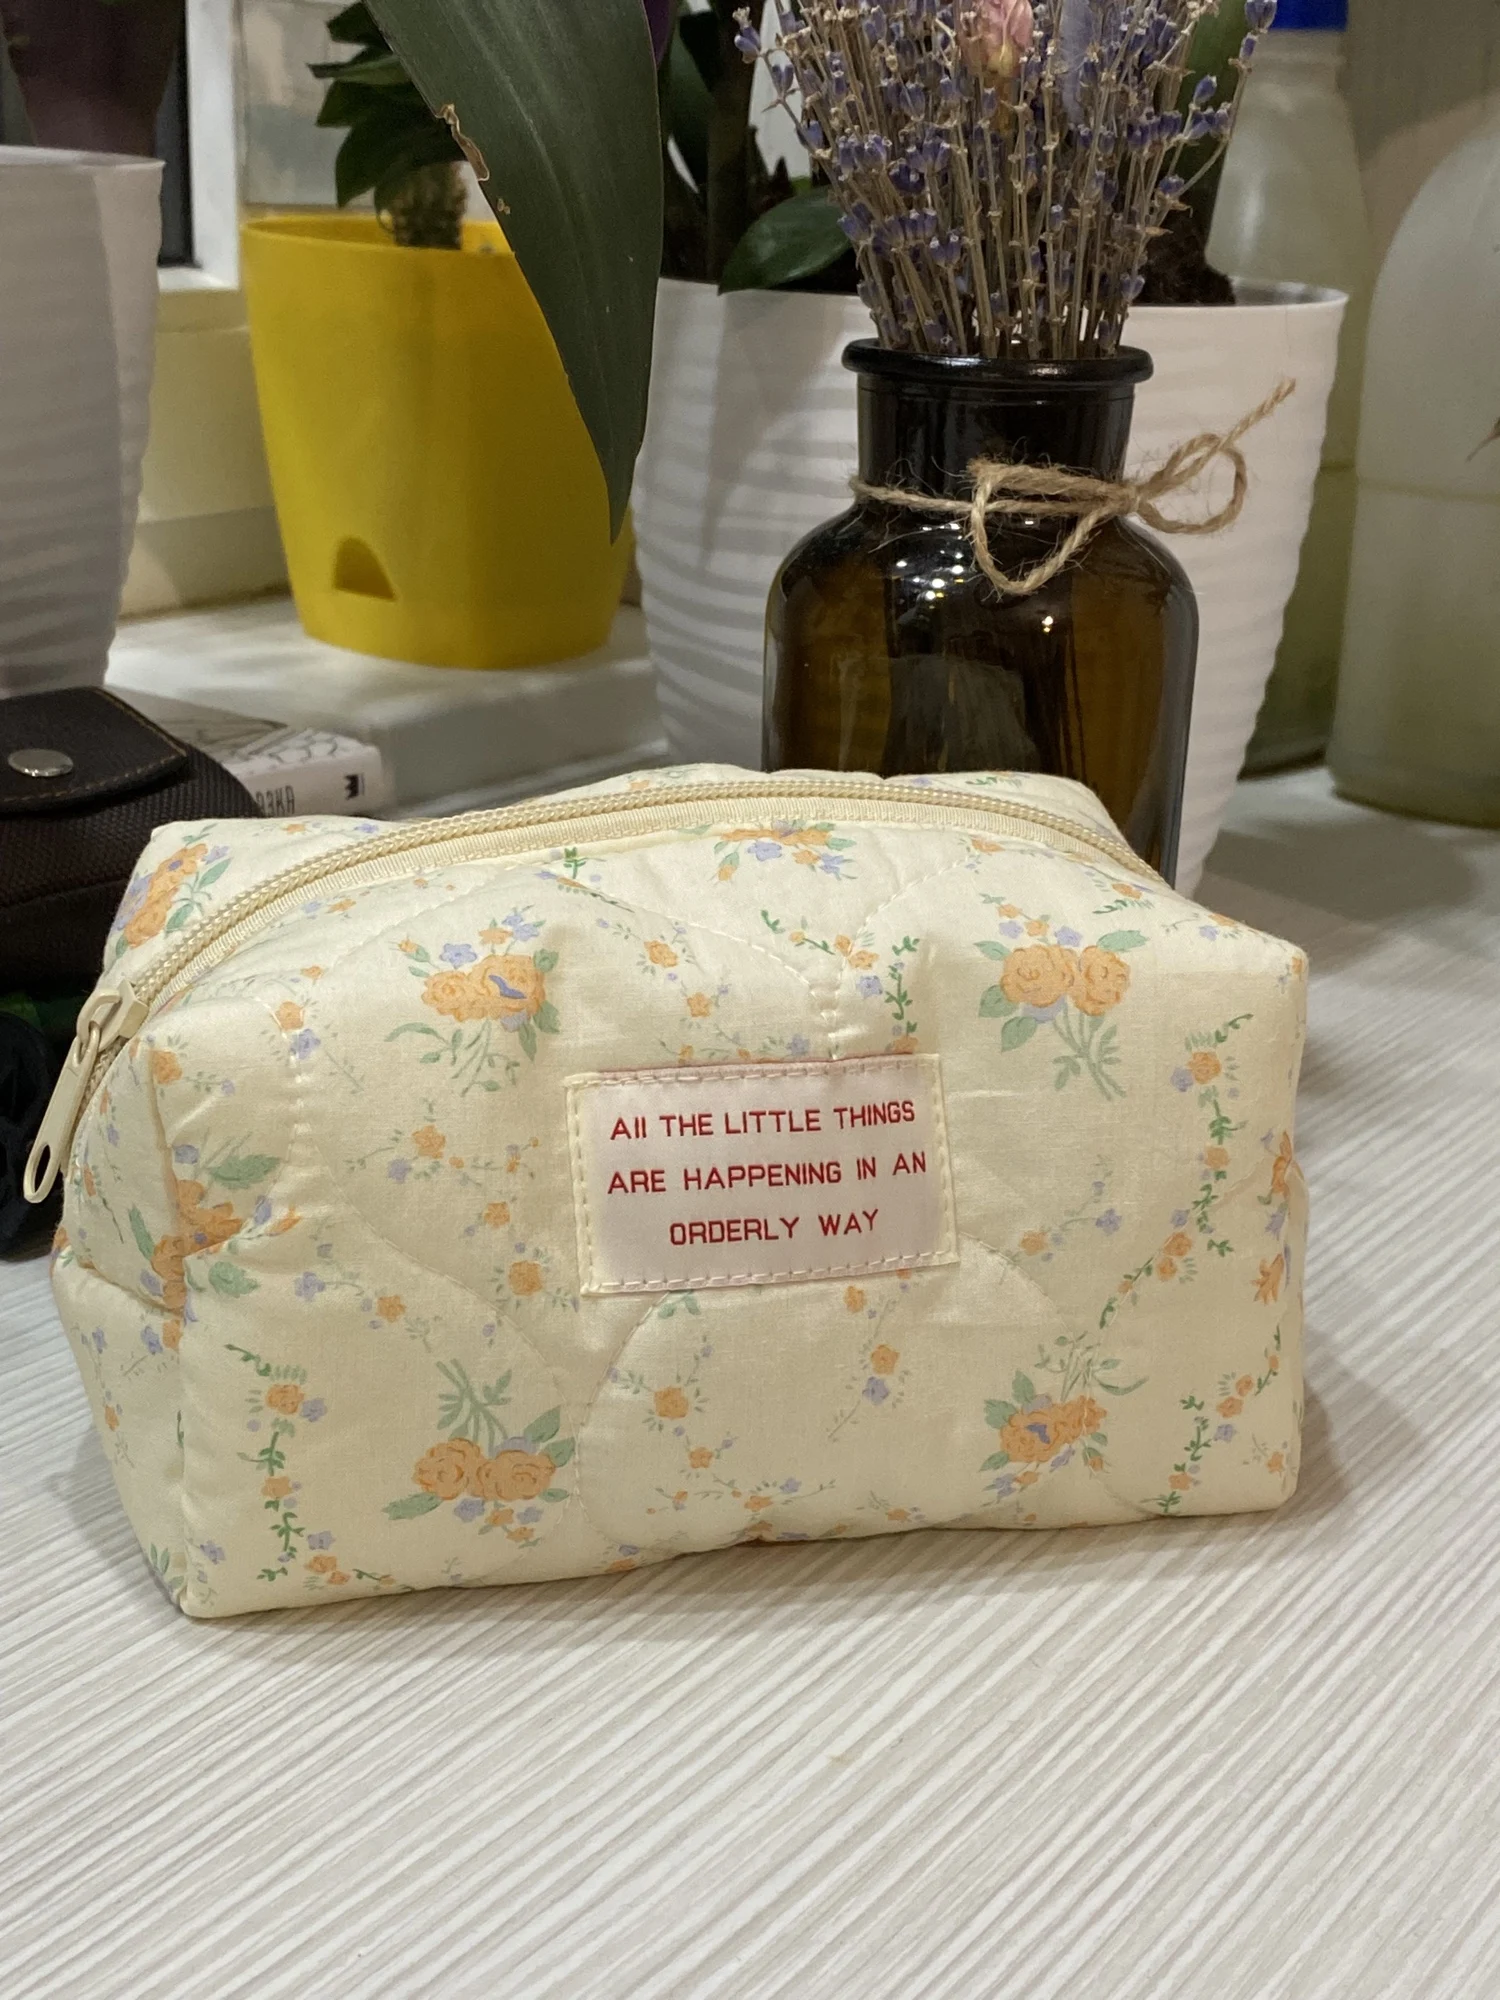 All THE LITTLE THINGS
ARE HAPPENING IN AN
ORDERLY WAY